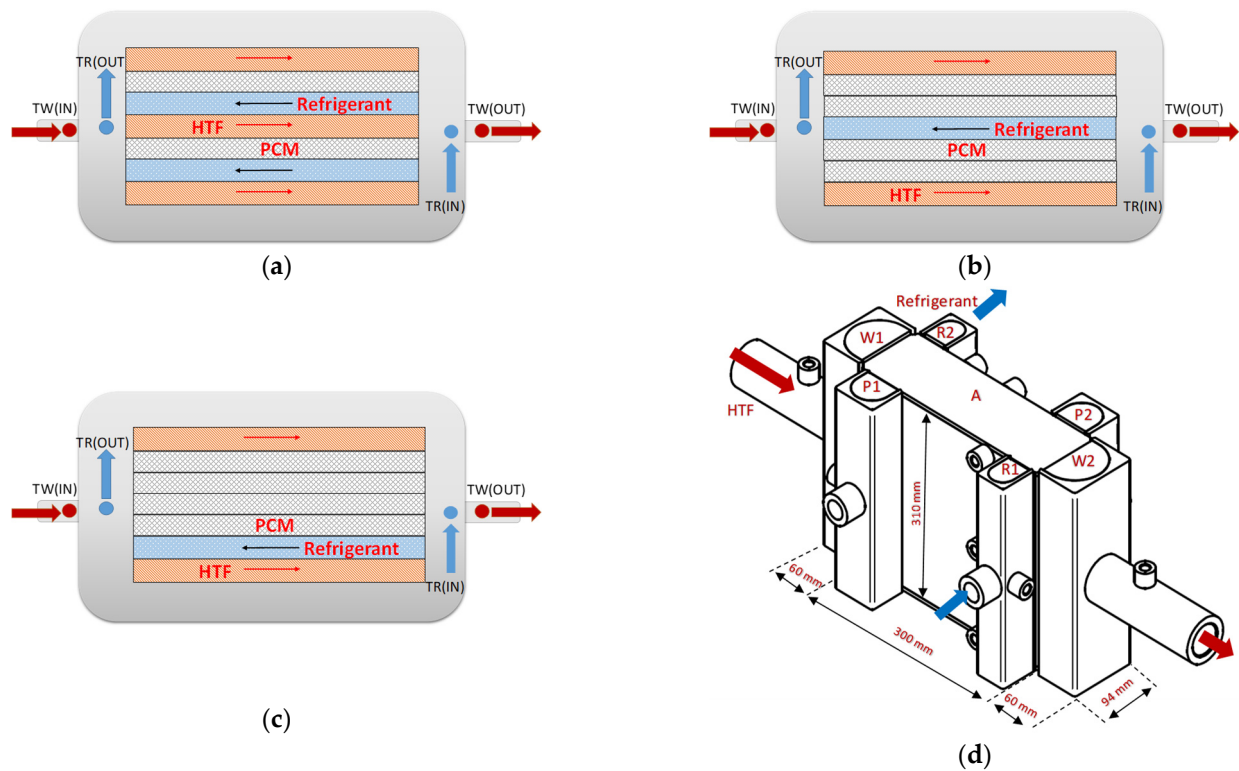 TR(OUT
TW(IN)
Refrigerant
HTF
PCM
TW(OUT)
TR(IN)
(a)
TR(OUT
TW(IN)
Refrigerant
PCM
HTF
TW(OUT)
TR(IN)
(b)
TR(OUT)
TW(IN)
PCM
Refrigerant
HTF
TW(OUT)
TR(IN)
(c)
Refrigerant
W1
R2
P1
A
HTF
P2
R1
W2
310 mm
60 mm
300 mm
60 mm
94 mm
(d)